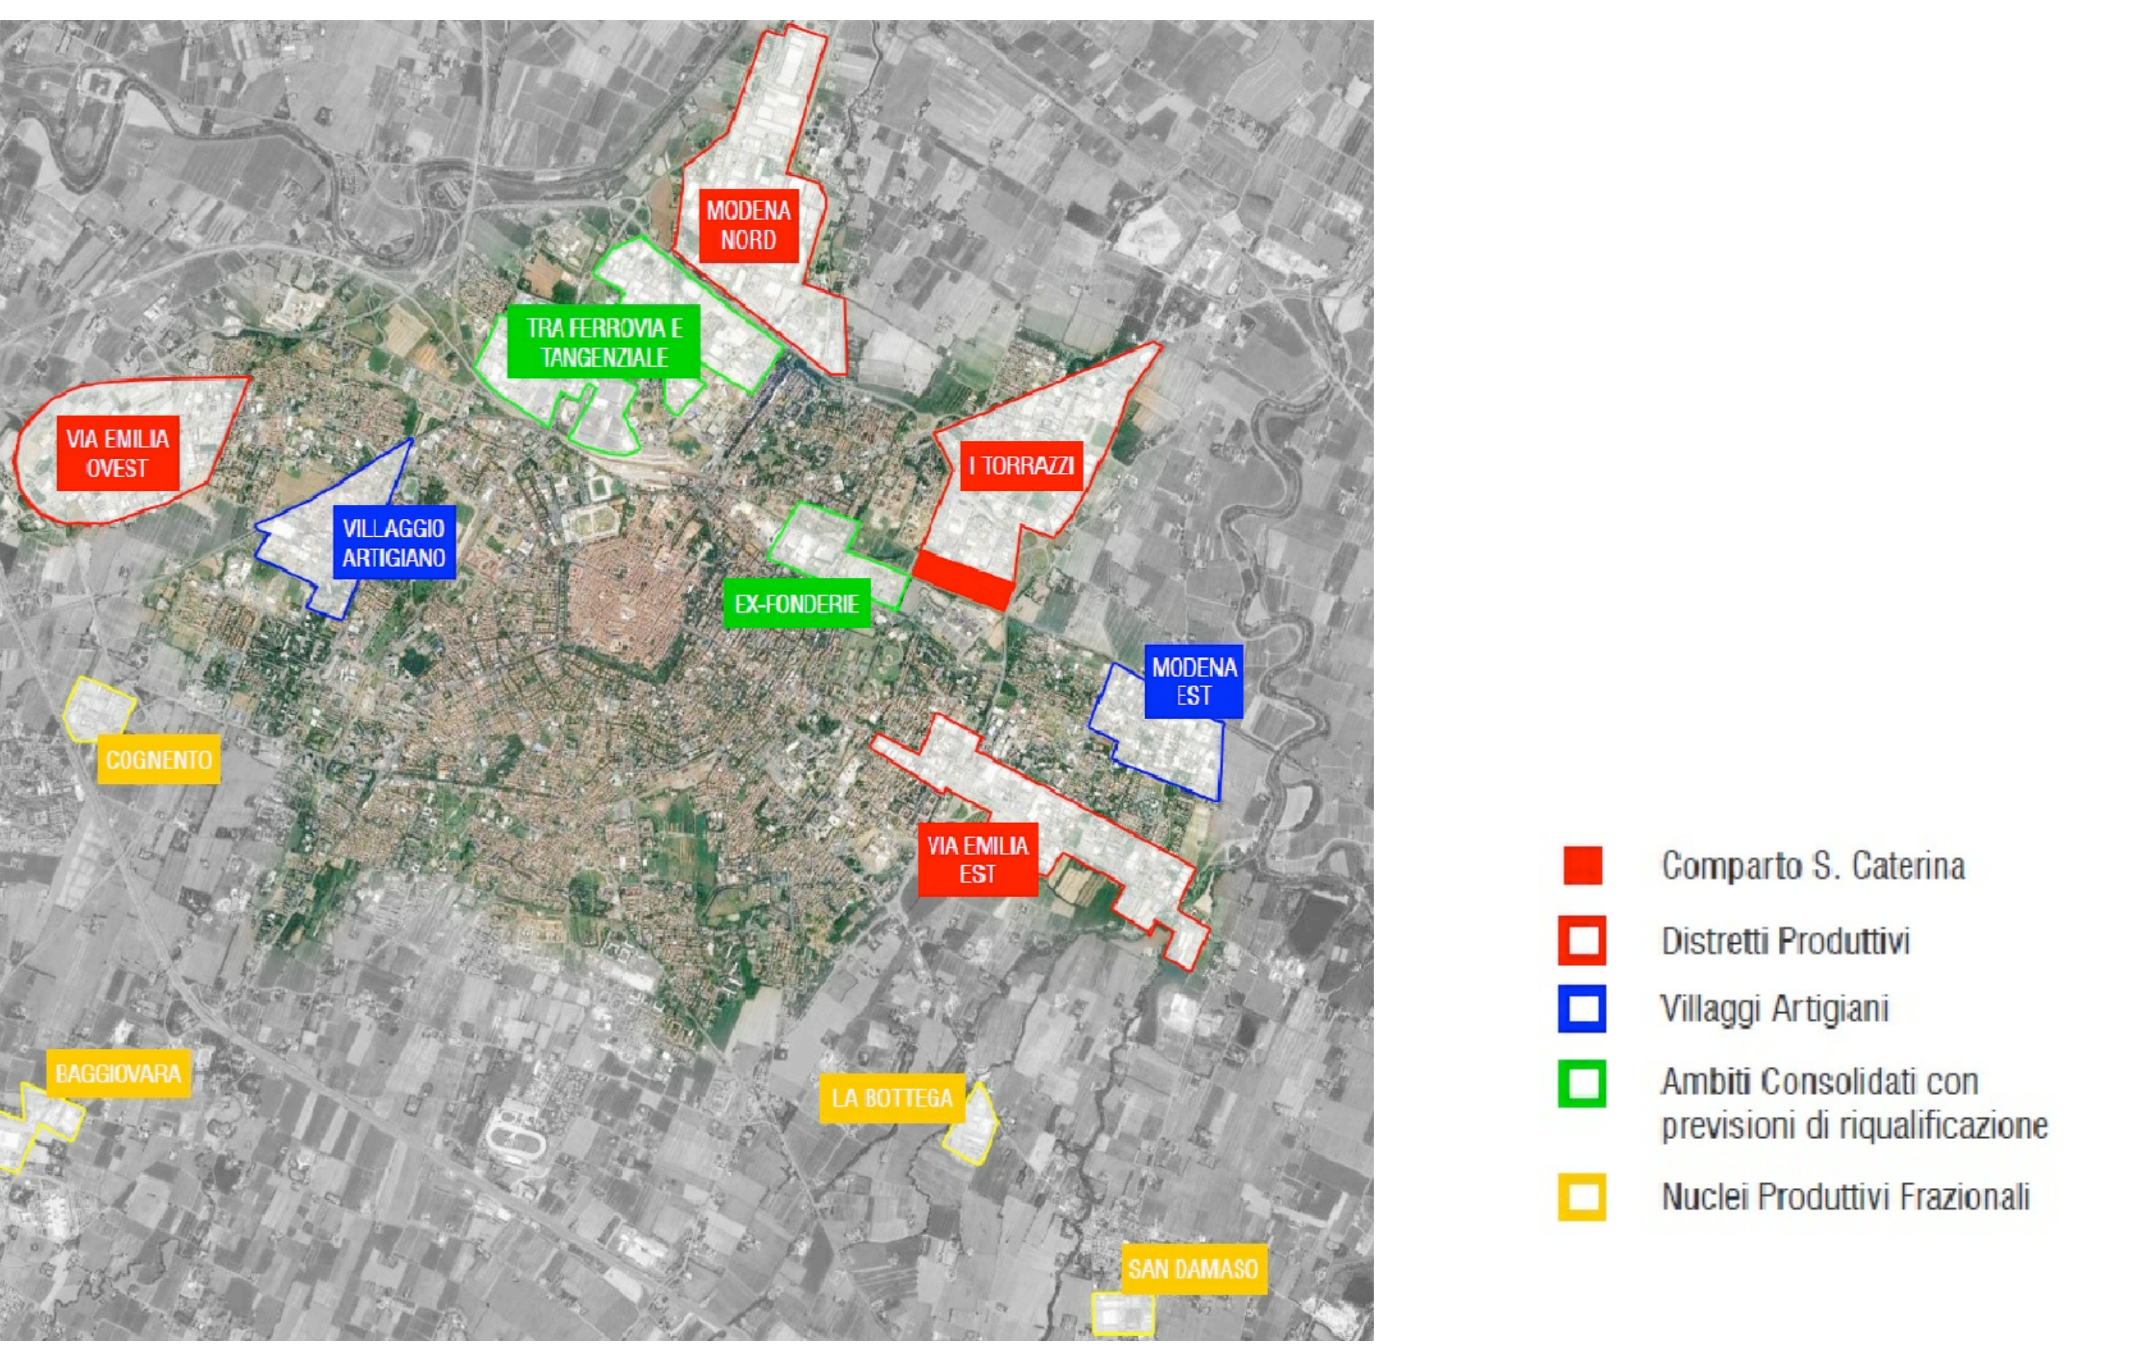 MODENA
NORD
TRA FERROVIA E
TANGENZIALE
VIA EMILIA
OVEST
I TORRAZZI
VILLAGGIO
ARTIGIANO
EX-FONDERIE
MODENA
EST
COGNENTO
VIA EMILIA
EST
BAGGIOVARA
LA BOTTEGA
SAN DAMASO
Comparto S. Caterina
Distretti Produttivi
Villaggi Artigiani
Ambiti Consolidati con
previsioni di riqualificazione
Nuclei Produttivi Frazionali